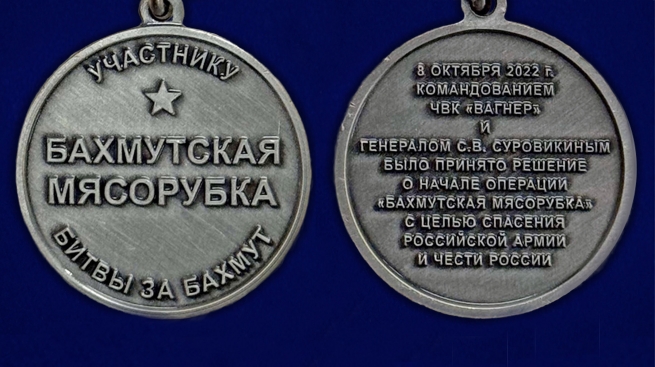 УЧАСТНИКУ
БАХМУТСКАЯ
МЯСОРУБКА
БИТВЫ ЗА БАХМУТ
8 ОКТЯБРЯ 2022 г.
КОМАНДОВАНИЕМ
ЧВК «ВАГНЕР»
И
ГЕНЕРАЛОМ С.В. СУРОВИКИНЫМ
БЫЛО ПРИНЯТО РЕШЕНИЕ
О НАЧАЛЕ ОПЕРАЦИИ
«БАХМУТСКАЯ МЯСОРУБКА»
С ЦЕЛЬЮ СПАСЕНИЯ
РОССИЙСКОЙ АРМИИ
И ЧЕСТИ РОССИИ